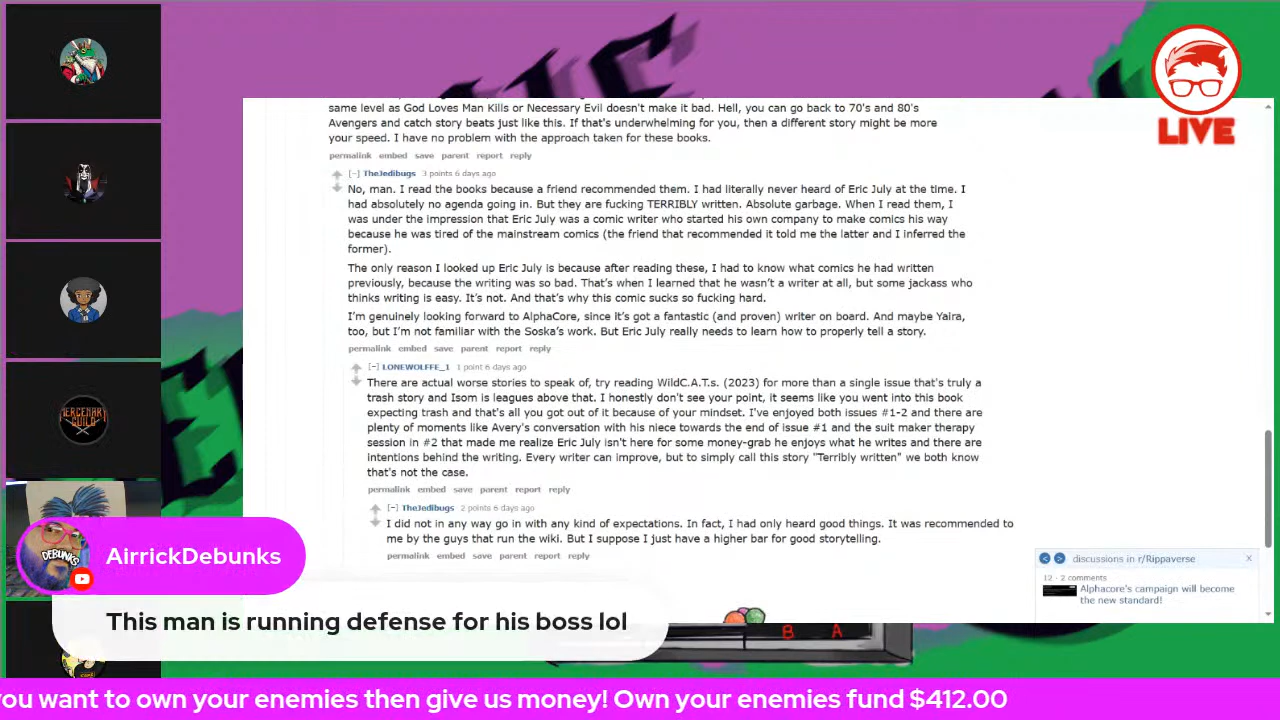 same level as God Loves Man Kills or Necessary Evil doesn't make it bad. Hell, you can go back to 70's and 80's
Avengers and catch story beats just like this. If that's underwhelming for you, then a different story might be more
your speed. I have no problem with the approach taken for these books.
permalink embed save parent report reply
[-] TheJedibugs 3 points 6 days ago
No, man. I read the books because a friend recommended them. I had literally never heard of Eric July at the time. I
had absolutely no agenda going in. But they are fucking TERRIBLY written. Absolute garbage. When I read them, I
was under the impression that Eric July was a comic writer who started his own company to make comics his way
because he was tired of the mainstream comics (the friend that recommended it told me the latter and I inferred the
former).
The only reason I looked up Eric July is because after reading these, I had to know what comics he had written
previously, because the writing was so bad. That's when I learned that he wasn't a writer at all, but some jackass who
thinks writing is easy. It's not. And that's why this comic sucks so fucking hard.
I'm genuinely looking forward to AlphaCore, since it's got a fantastic (and proven) writer on board. And maybe Yaira,
too, but I'm not familiar with the Soska's work. But Eric July really needs to learn how to properly tell a story.
permalink embed save parent report reply
[-] LONEWOLFFE_1 1 point 6 days ago
There are actual worse stories to speak of, try reading WildC.A.T.s. (2023) for more than a single issue that's truly a
trash story and Isom is leagues above that. I honestly don't see your point, it seems like you went into this book
expecting trash and that's all you got out of it because of your mindset. I've enjoyed both issues #1-2 and there are
plenty of moments like Avery's conversation with his niece towards the end of issue #1 and the suit maker therapy
session in #2 that made me realize Eric July isn't here for some money-grab he enjoys what he writes and there are
intentions behind the writing. Every writer can improve, but to simply call this story "Terribly written" we both know
that's not the case.
permalink embed save parent report reply
[-] TheJedibugs 2 points 6 days ago
I did not in any way go in with any kind of expectations. In fact, I had only heard good things. It was recommended to
me by the guys that run the wiki. But I suppose I just have a higher bar for good storytelling.
permalink embed save parent report reply
LIVE
MERCENARY
GUILD
discussions in r/Rippaverse
X
12 · 2 comments
Alphacore's campaign will become
the new standard!
DEBUNKS
AirrickDebunks
This man is running defense for his boss lol
B A
you want to own your enemies then give us money! Own your enemies fund $412.00